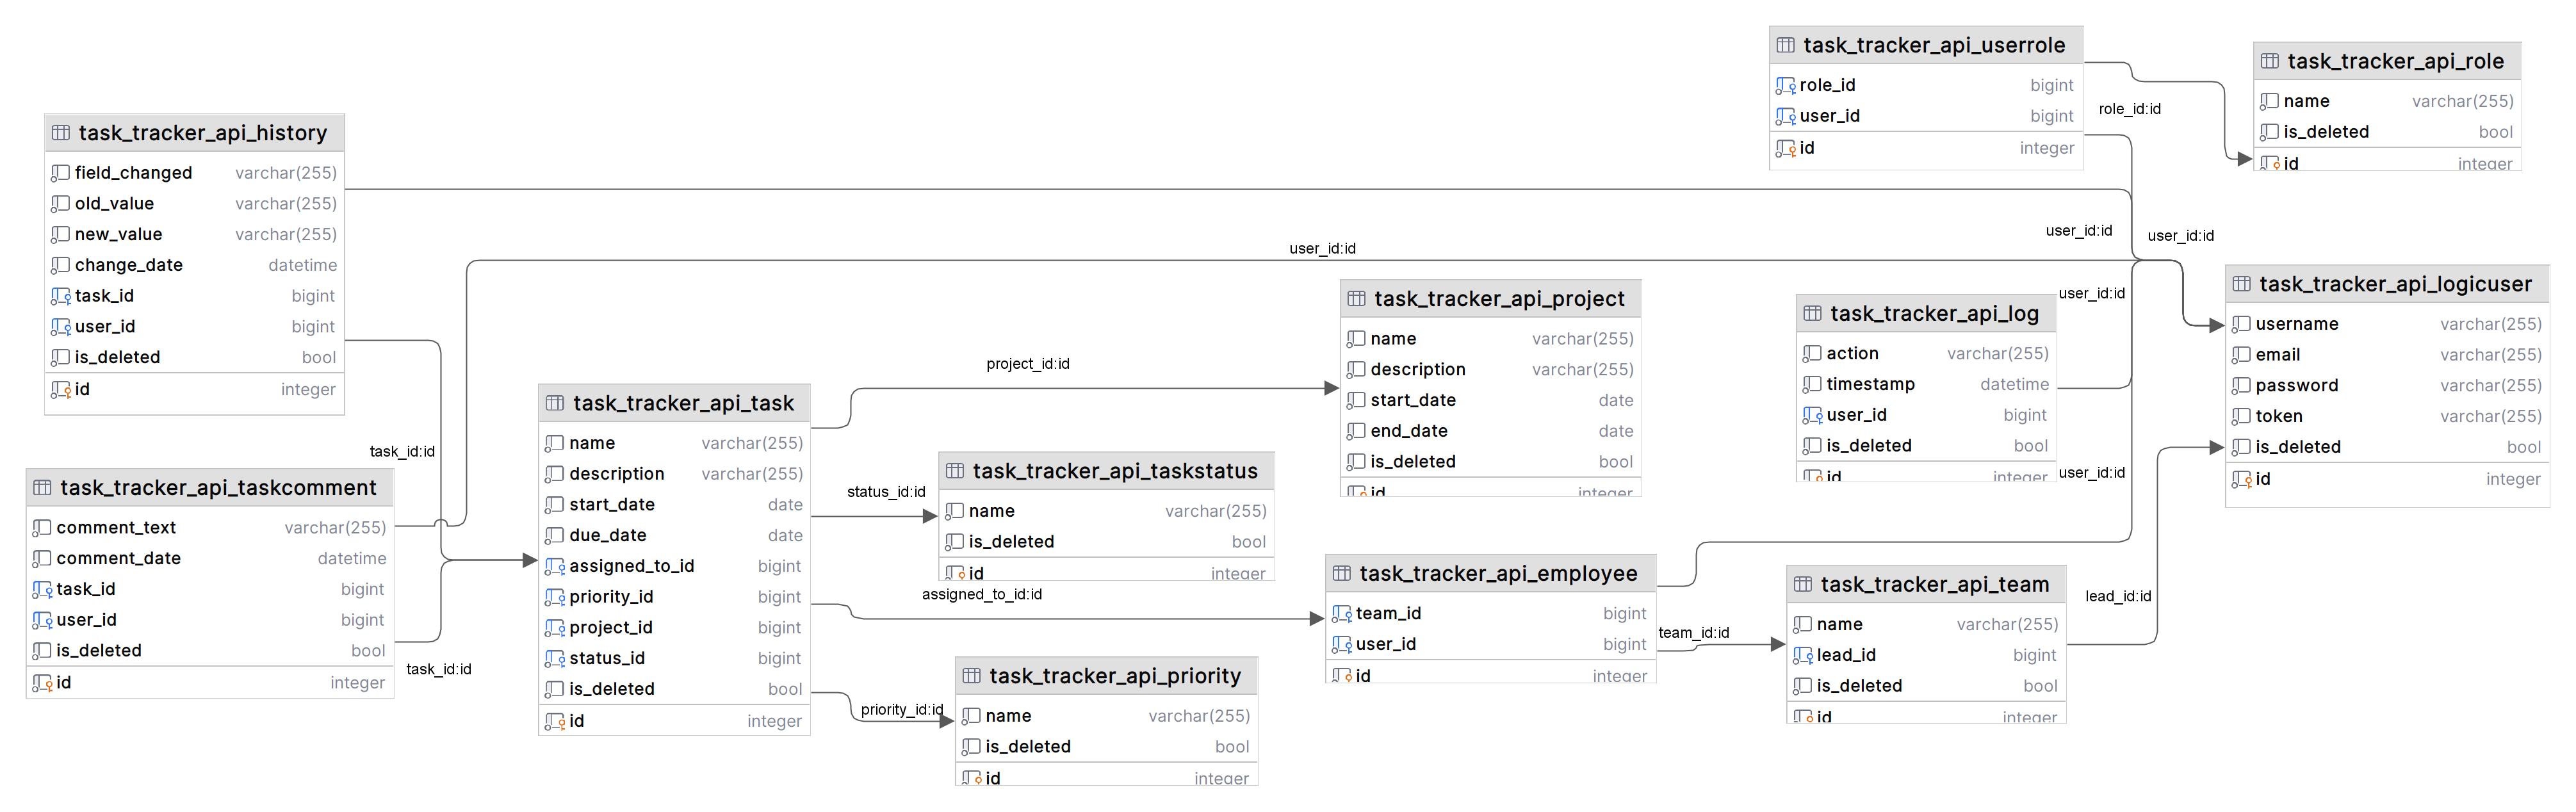 task_tracker_api_userrole
role_id bigint
user_id bigint
id integer
task_tracker_api_role
name varchar(255)
is_deleted bool
id integer
role_id:id
task_tracker_api_history
field_changed varchar(255)
old_value varchar(255)
new_value varchar(255)
change_date datetime
task_id bigint
user_id bigint
is_deleted bool
id integer
user_id:id
user_id:id
user_id:id
task_tracker_api_project
name varchar(255)
description varchar(255)
start_date date
end_date date
is_deleted bool
id integer
task_tracker_api_log
action varchar(255)
timestamp datetime
user_id bigint
is_deleted bool
id integer
user_id:id
user_id:id
task_tracker_api_logicuser
username varchar(255)
email varchar(255)
password varchar(255)
token varchar(255)
is_deleted bool
id integer
project_id:id
task_tracker_api_task
name varchar(255)
description varchar(255)
start_date date
due_date date
assigned_to_id bigint
priority_id bigint
project_id bigint
status_id bigint
is_deleted bool
id integer
task_id:id
task_tracker_api_taskcomment
comment_text varchar(255)
comment_date datetime
task_id bigint
user_id bigint
is_deleted bool
id integer
task_id:id
status_id:id
task_tracker_api_taskstatus
name varchar(255)
is_deleted bool
id integer
assigned_to_id:id
task_tracker_api_employee
team_id bigint
user_id bigint
id integer
team_id:id
task_tracker_api_team
name varchar(255)
lead_id bigint
is_deleted bool
id integer
lead_id:id
priority_id:id
task_tracker_api_priority
name varchar(255)
is_deleted bool
id integer